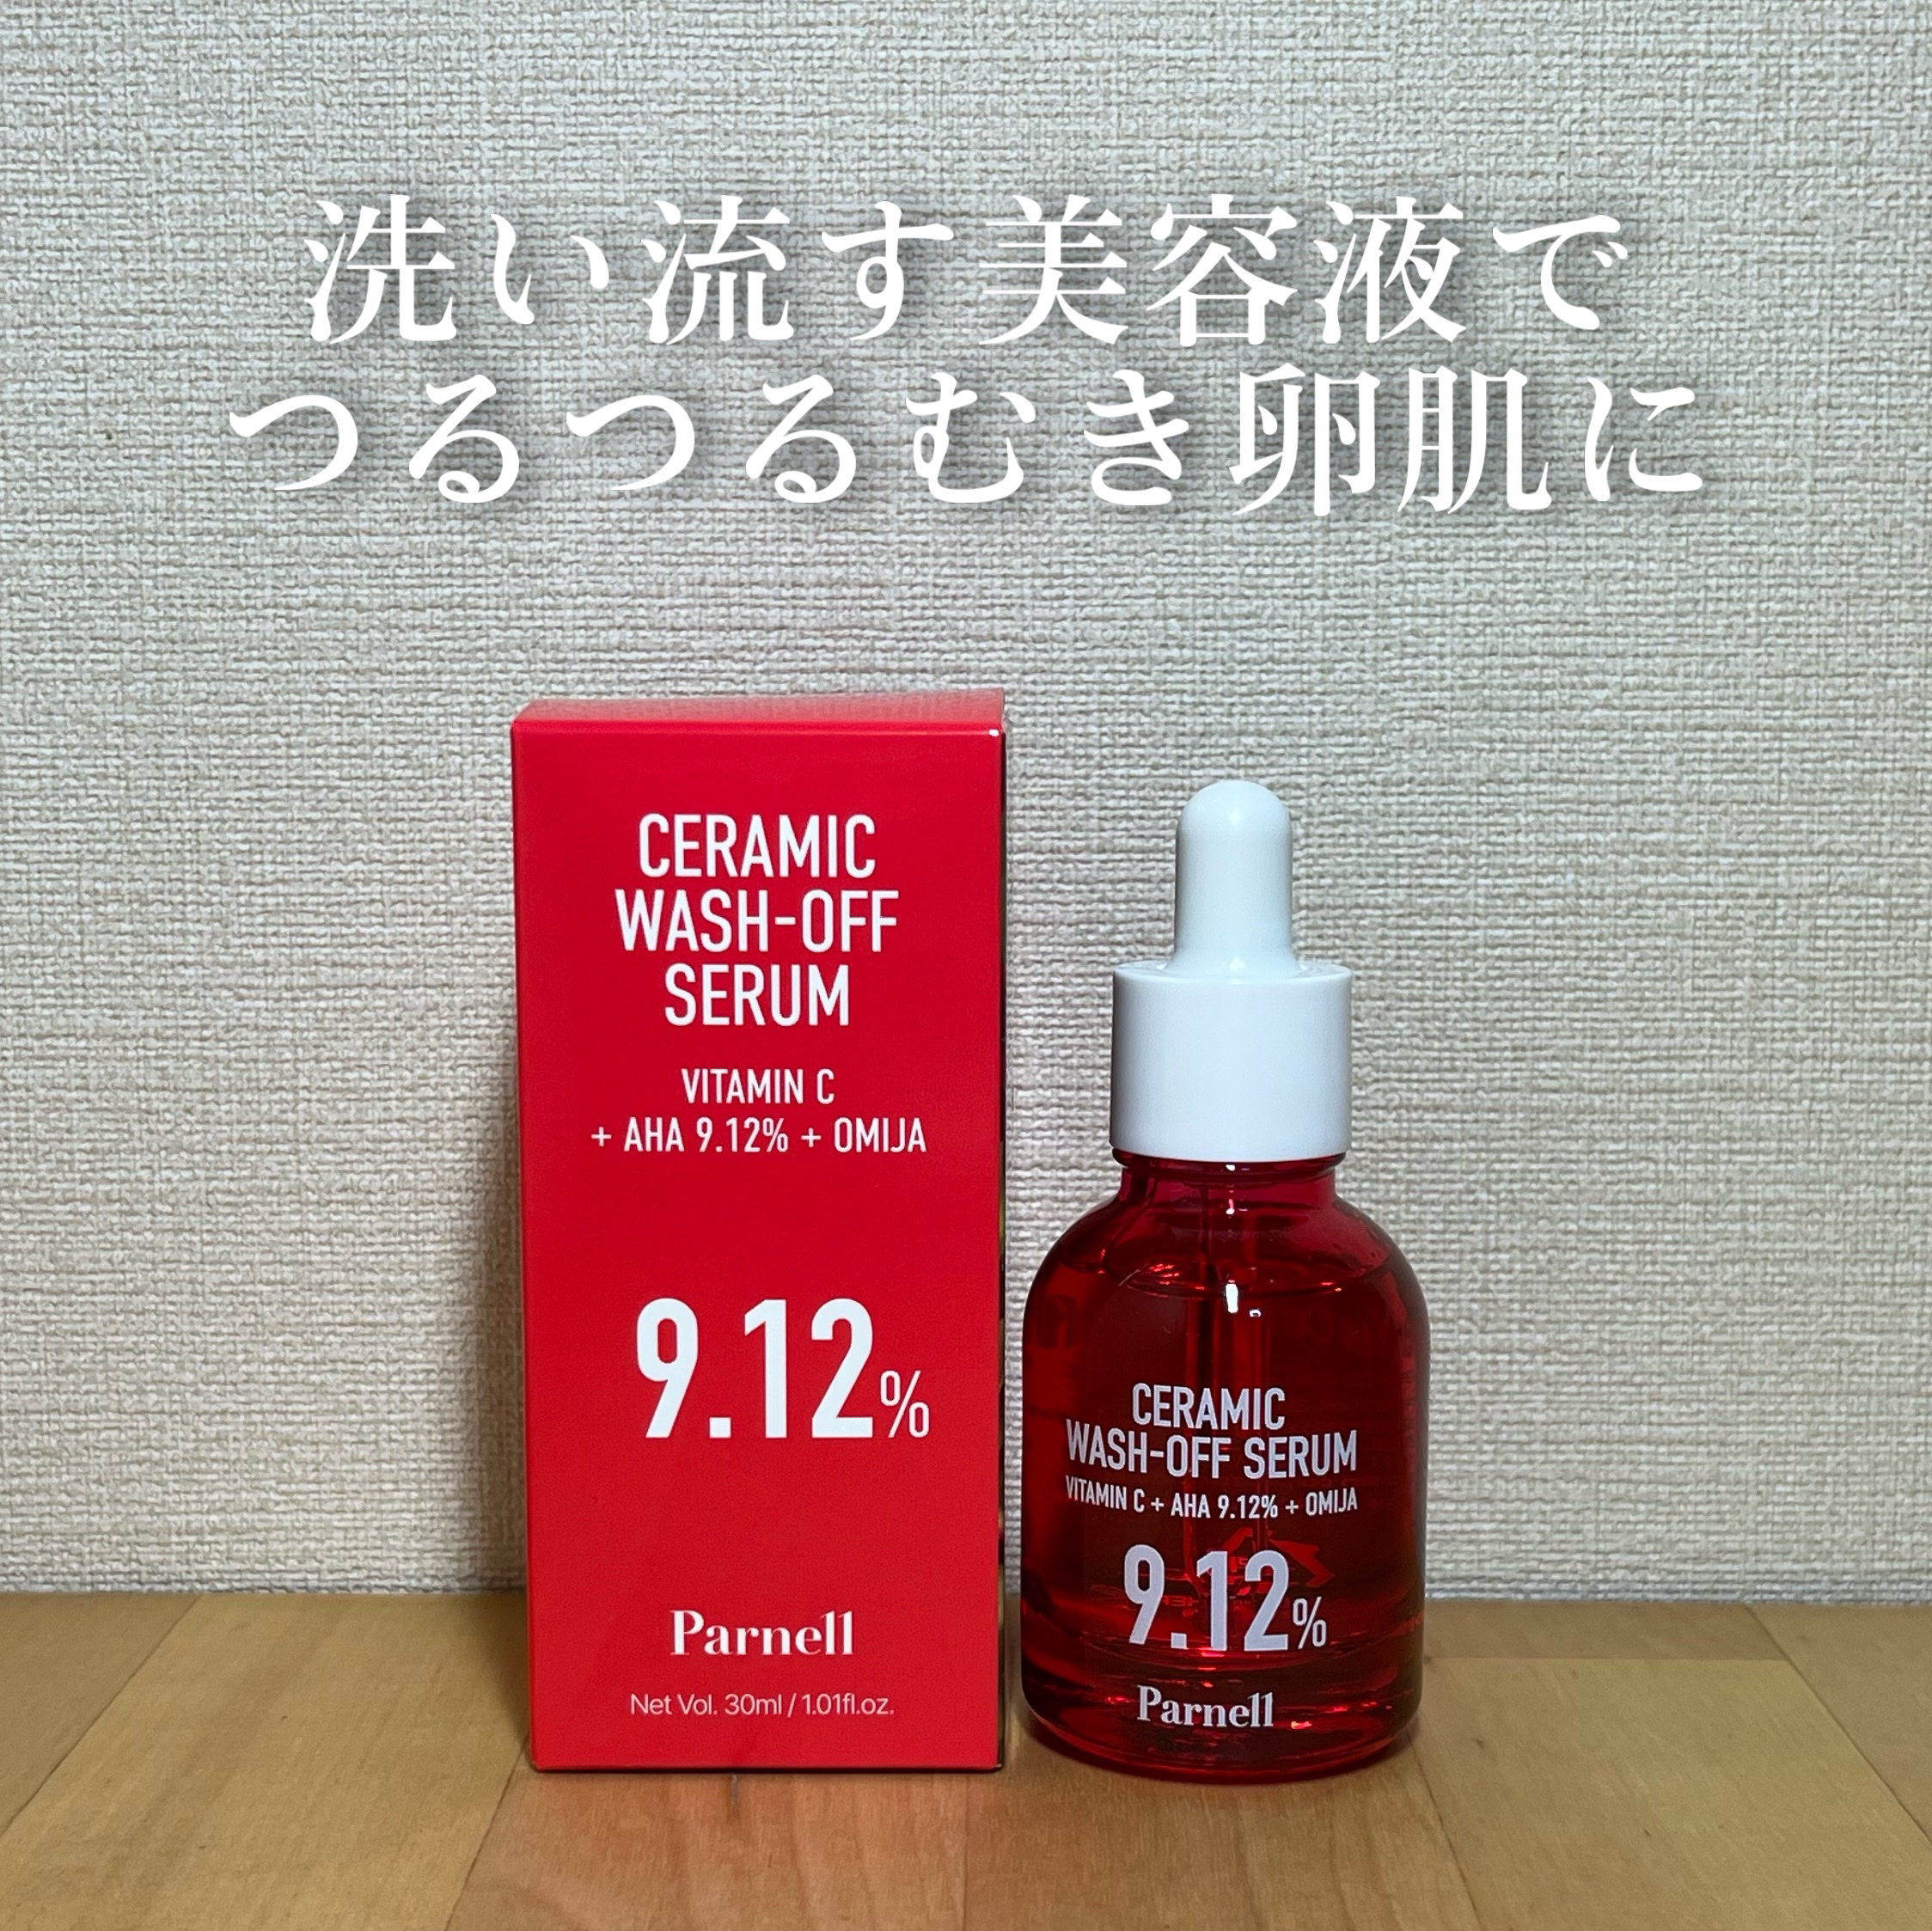 洗い流す美容液で
つるつるむき卵肌に
CERAMIC
WASH-OFF
SERUM
VITAMIN C
+ AHA 9.12% + OMIJA
9.12%
Parnell
Net Vol. 30ml / 1.01fl.oz.
CERAMIC
WASH-OFF SERUM
VITAMIN C + AHA 9.12% + OMIJA
9.12%
Parnell